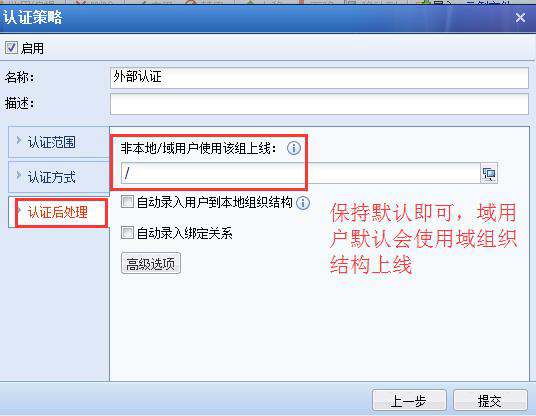 认证策略
启用
名称：
外部认证
描述：
认证范围
认证方式
认证后处理
非本地/域用户使用该组上线：
/
自动录入用户到本地组织结构
自动录入绑定关系
高级选项
保持默认即可，域用
户默认会使用域组织
结构上线
上一步
提交